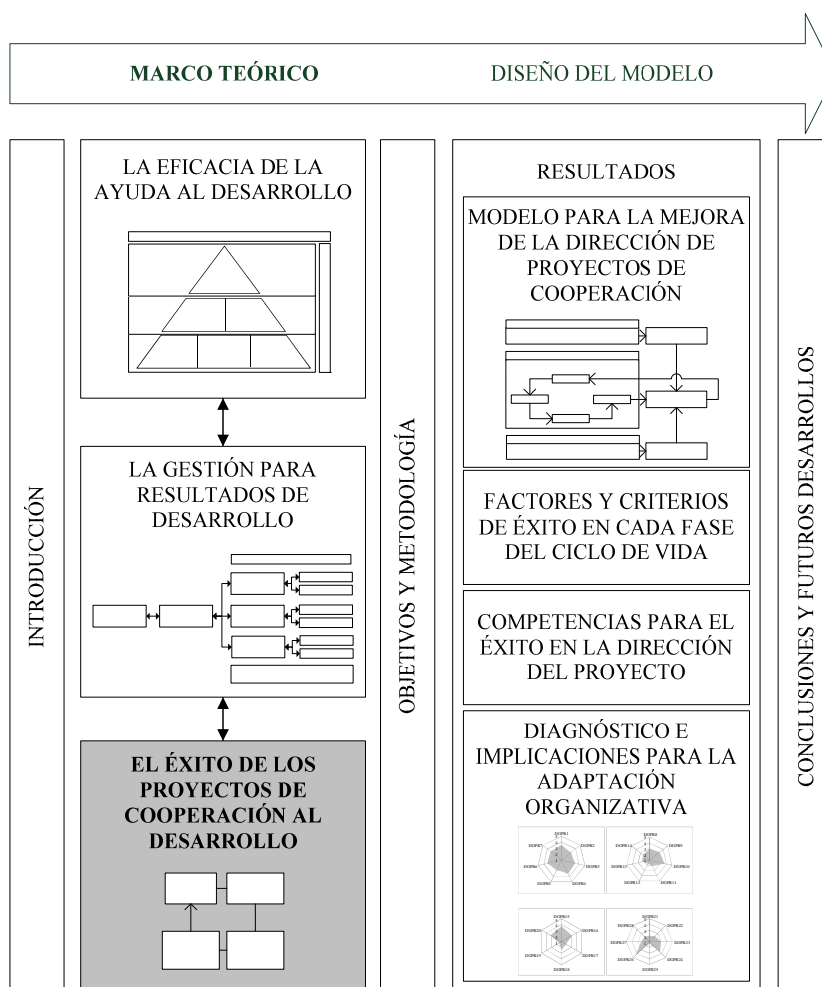 MARCO TEÓRICO
DISEÑO DEL MODELO
INTRODUCCIÓN
LA EFICACIA DE LA
AYUDA AL DESARROLLO
LA GESTIÓN PARA
RESULTADOS DE
DESARROLLO
EL ÉXITO DE LOS
PROYECTOS DE
COOPERACIÓN AL
DESARROLLO
OBJETIVOS Y METODOLOGÍA
RESULTADOS
MODELO PARA LA MEJORA
DE LA DIRECCIÓN DE
PROYECTOS DE
COOPERACIÓN
FACTORES Y CRITERIOS
DE ÉXITO EN CADA FASE
DEL CICLO DE VIDA
COMPETENCIAS PARA EL
ÉXITO EN LA DIRECCIÓN
DEL PROYECTO
DIAGNÓSTICO E
IMPLICACIONES PARA LA
ADAPTACIÓN
ORGANIZATIVA
CONCLUSIONES Y FUTUROS DESARROLLOS